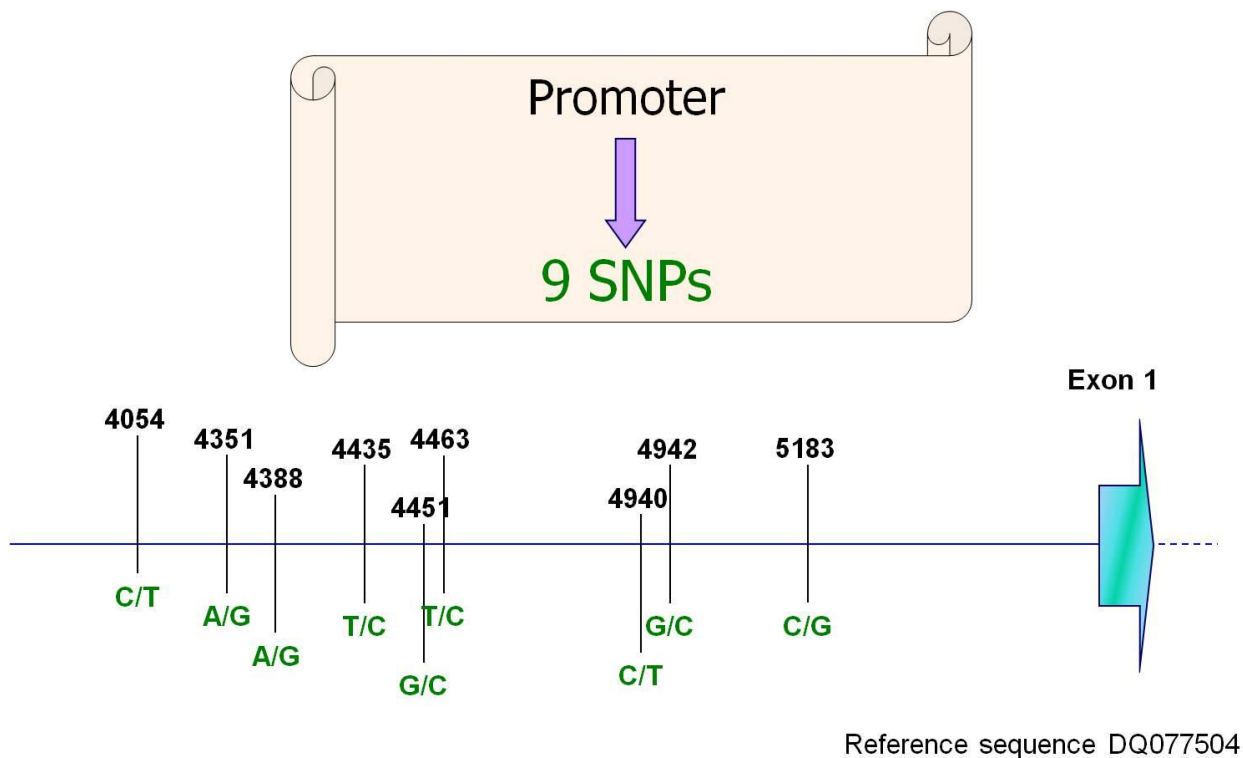 Promoter
9 SNPs
Exon 1
4054
4351
4388
4435
4451
4463
4940
4942
5183
C/T
A/G
A/G
T/C
G/C
T/C
C/T
G/C
C/G
Reference sequence DQ077504